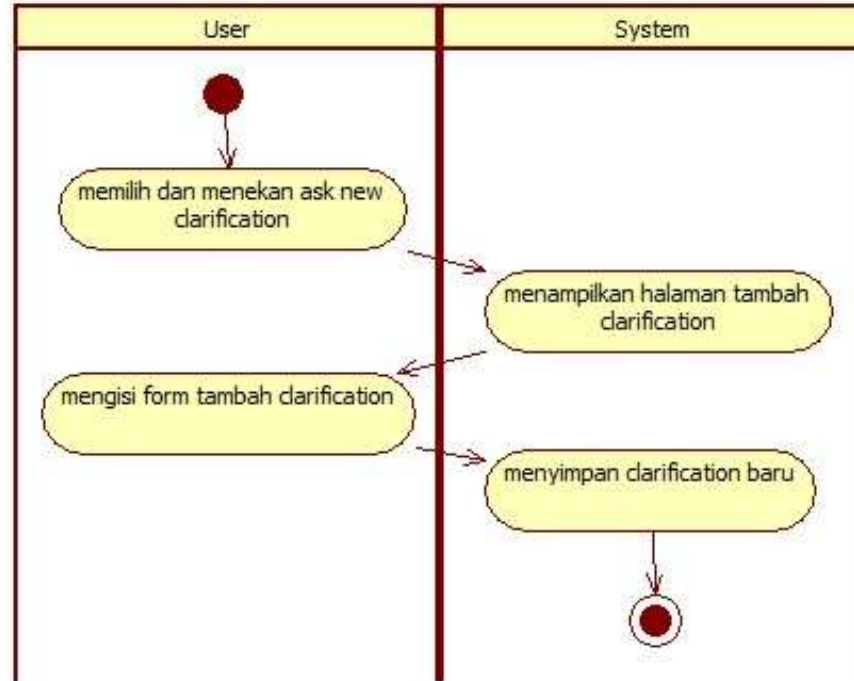 User
System
memilih dan menekan ask new
clarification
menampilkan halaman tambah
clarification
mengisi form tambah clarification
menyimpan clarification baru